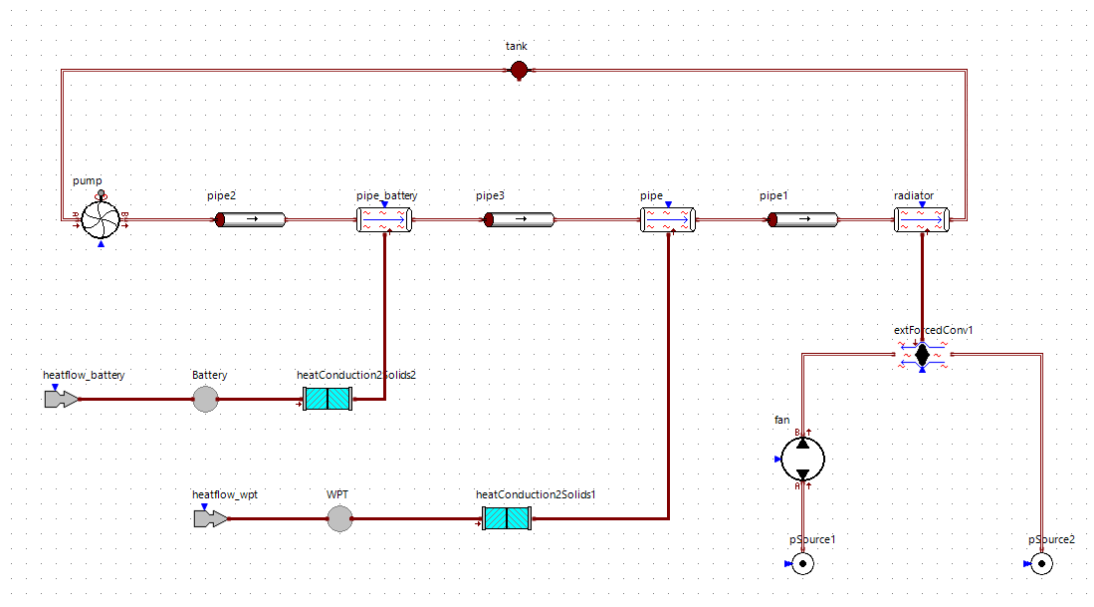 tank
pump
pipe2
pipe_battery
pipe3
pipe
pipe1
radiator
A
B
extForcedConv1
heatflow_battery
Battery
heatConduction2Solids2
fan
B
A
heatflow_wpt
WPT
heatConduction2Solids1
pSource1
pSource2